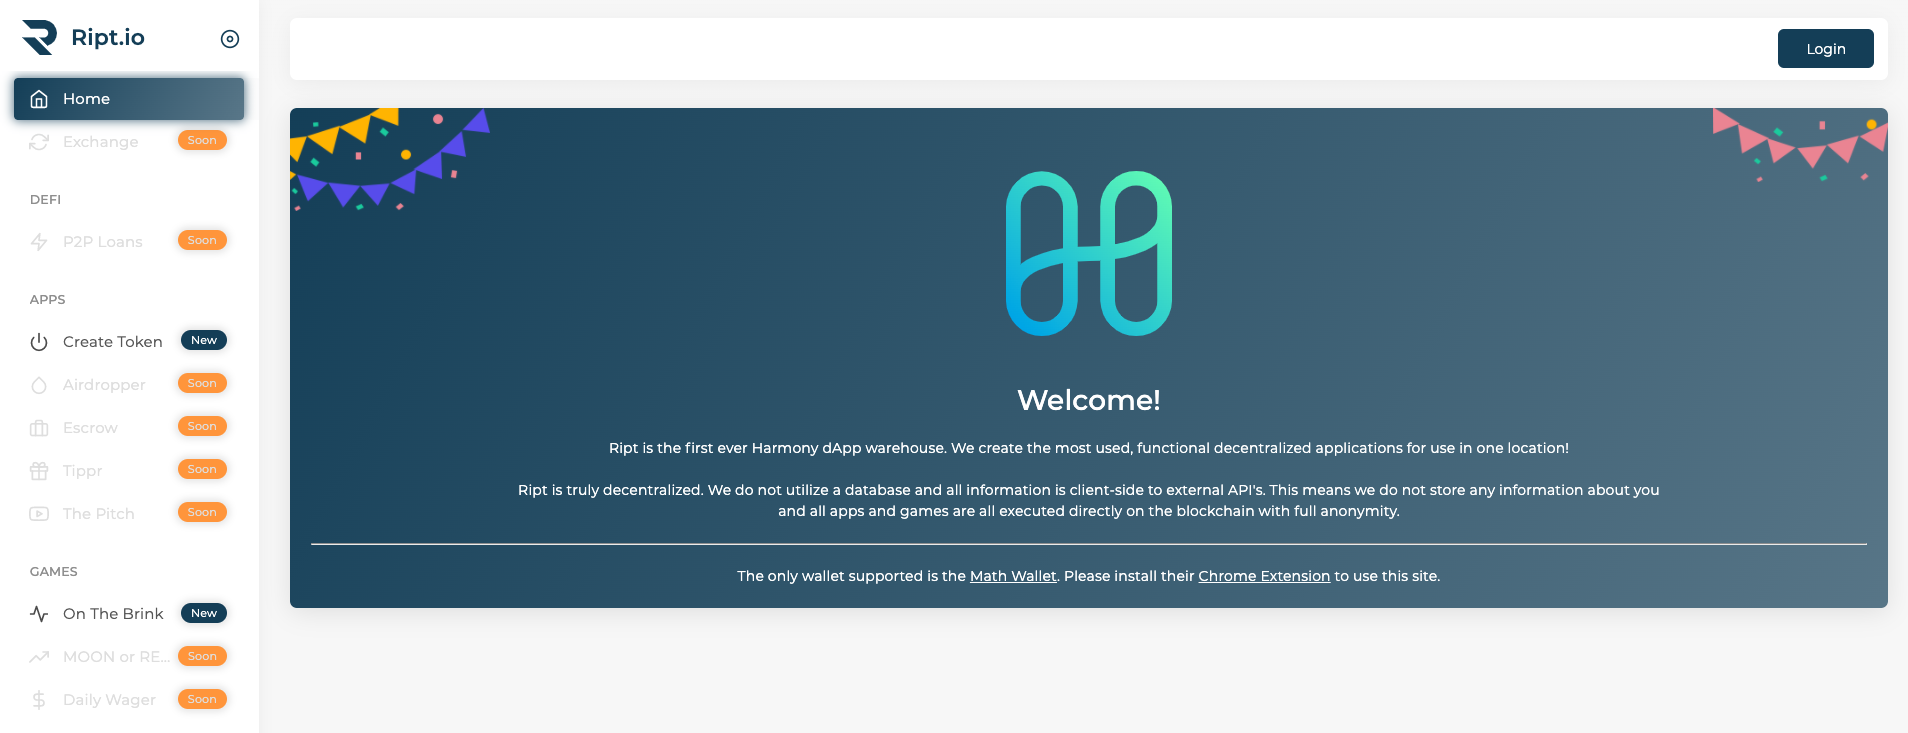 Ript.io
Home
Exchange Soon
DEFI
P2P Loans Soon
APPS
Create Token New
Airdropper Soon
Escrow Soon
Tippr Soon
The Pitch Soon
GAMES
On The Brink New
MOON or RE... Soon
Daily Wager Soon
Login
Welcome!
Ript is the first ever Harmony dApp warehouse. We create the most used, functional decentralized applications for use in one location!
Ript is truly decentralized. We do not utilize a database and all information is client-side to external API's. This means we do not store any information about you
and all apps and games are all executed directly on the blockchain with full anonymity.
The only wallet supported is the Math Wallet. Please install their Chrome Extension to use this site.